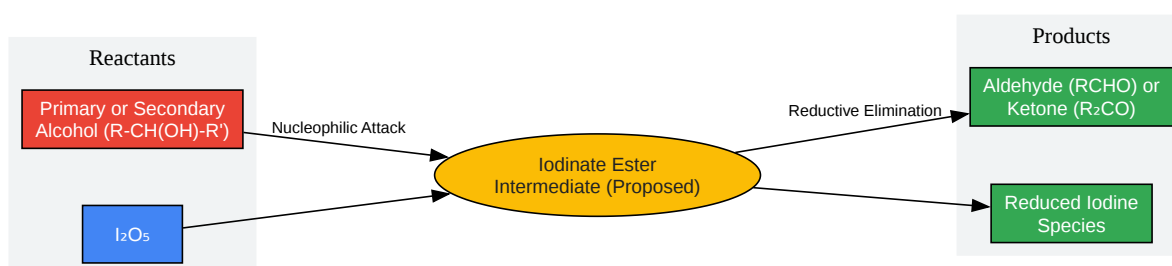 Reactants
Primary or Secondary
Alcohol (R-CH(OH)-R')
I₂O₅
Nucleophilic Attack
Iodinate Ester
Intermediate (Proposed)
Reductive Elimination
Products
Aldehyde (RCHO) or
Ketone (R₂CO)
Reduced Iodine
Species